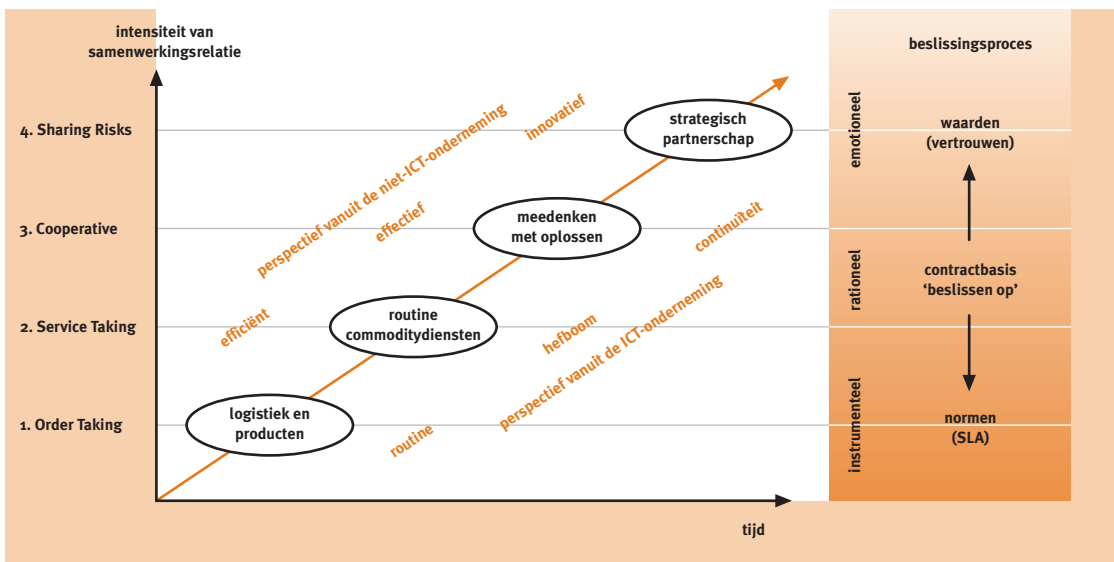 intensiteit van
samenwerkingsrelatie
beslissingsproces
4. Sharing Risks
strategisch
partnerschap
innovatief
perspectief vanuit de niet-ICT-onderneming
emotioneel
waarden
(vertrouwen)
3. Cooperative
effectief
meedenken
met oplossen
continuïteit
rationeel
contractbasis
‘beslissen op’
2. Service Taking
efficiënt
routine
commoditydiensten
hefboom
perspectief vanuit de ICT-onderneming
1. Order Taking
logistiek en
producten
routine
instrumenteel
normen
(SLA)
tijd